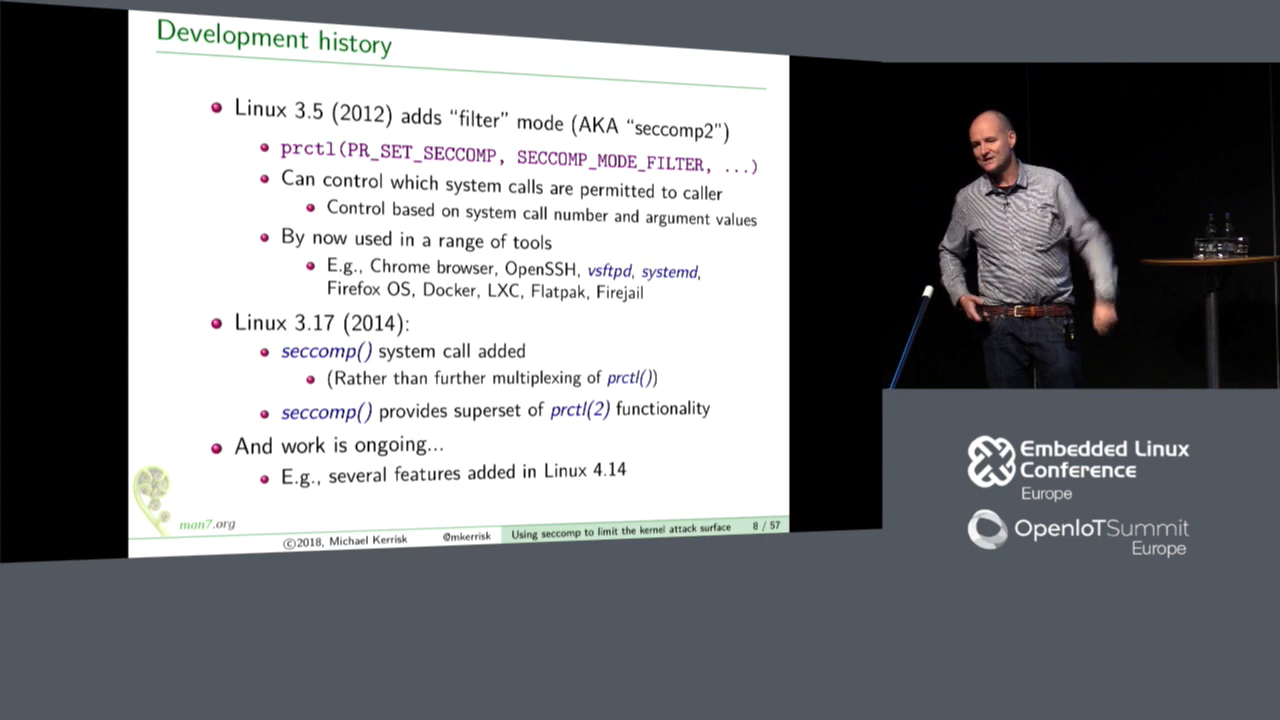 Development history
Linux 3.5 (2012) adds “filter” mode (AKA “seccomp2”)
prctl(PR_SET_SECCOMP, SECCOMP_MODE_FILTER, ...)
Can control which system calls are permitted to caller
Control based on system call number and argument values
By now used in a range of tools
E.g., Chrome browser, OpenSSH, vsftpd, systemd,
Firefox OS, Docker, LXC, Flatpak, Firejail
Linux 3.17 (2014):
seccomp() system call added
(Rather than further multiplexing of prctl())
seccomp() provides superset of prctl(2) functionality
And work is ongoing...
E.g., several features added in Linux 4.14
man7.org
©2018, Michael Kerrisk
@mkerrisk
Using seccomp to limit the kernel attack surface
8 / 57
Embedded Linux
Conference
Europe
OpenIoTSummit
Europe